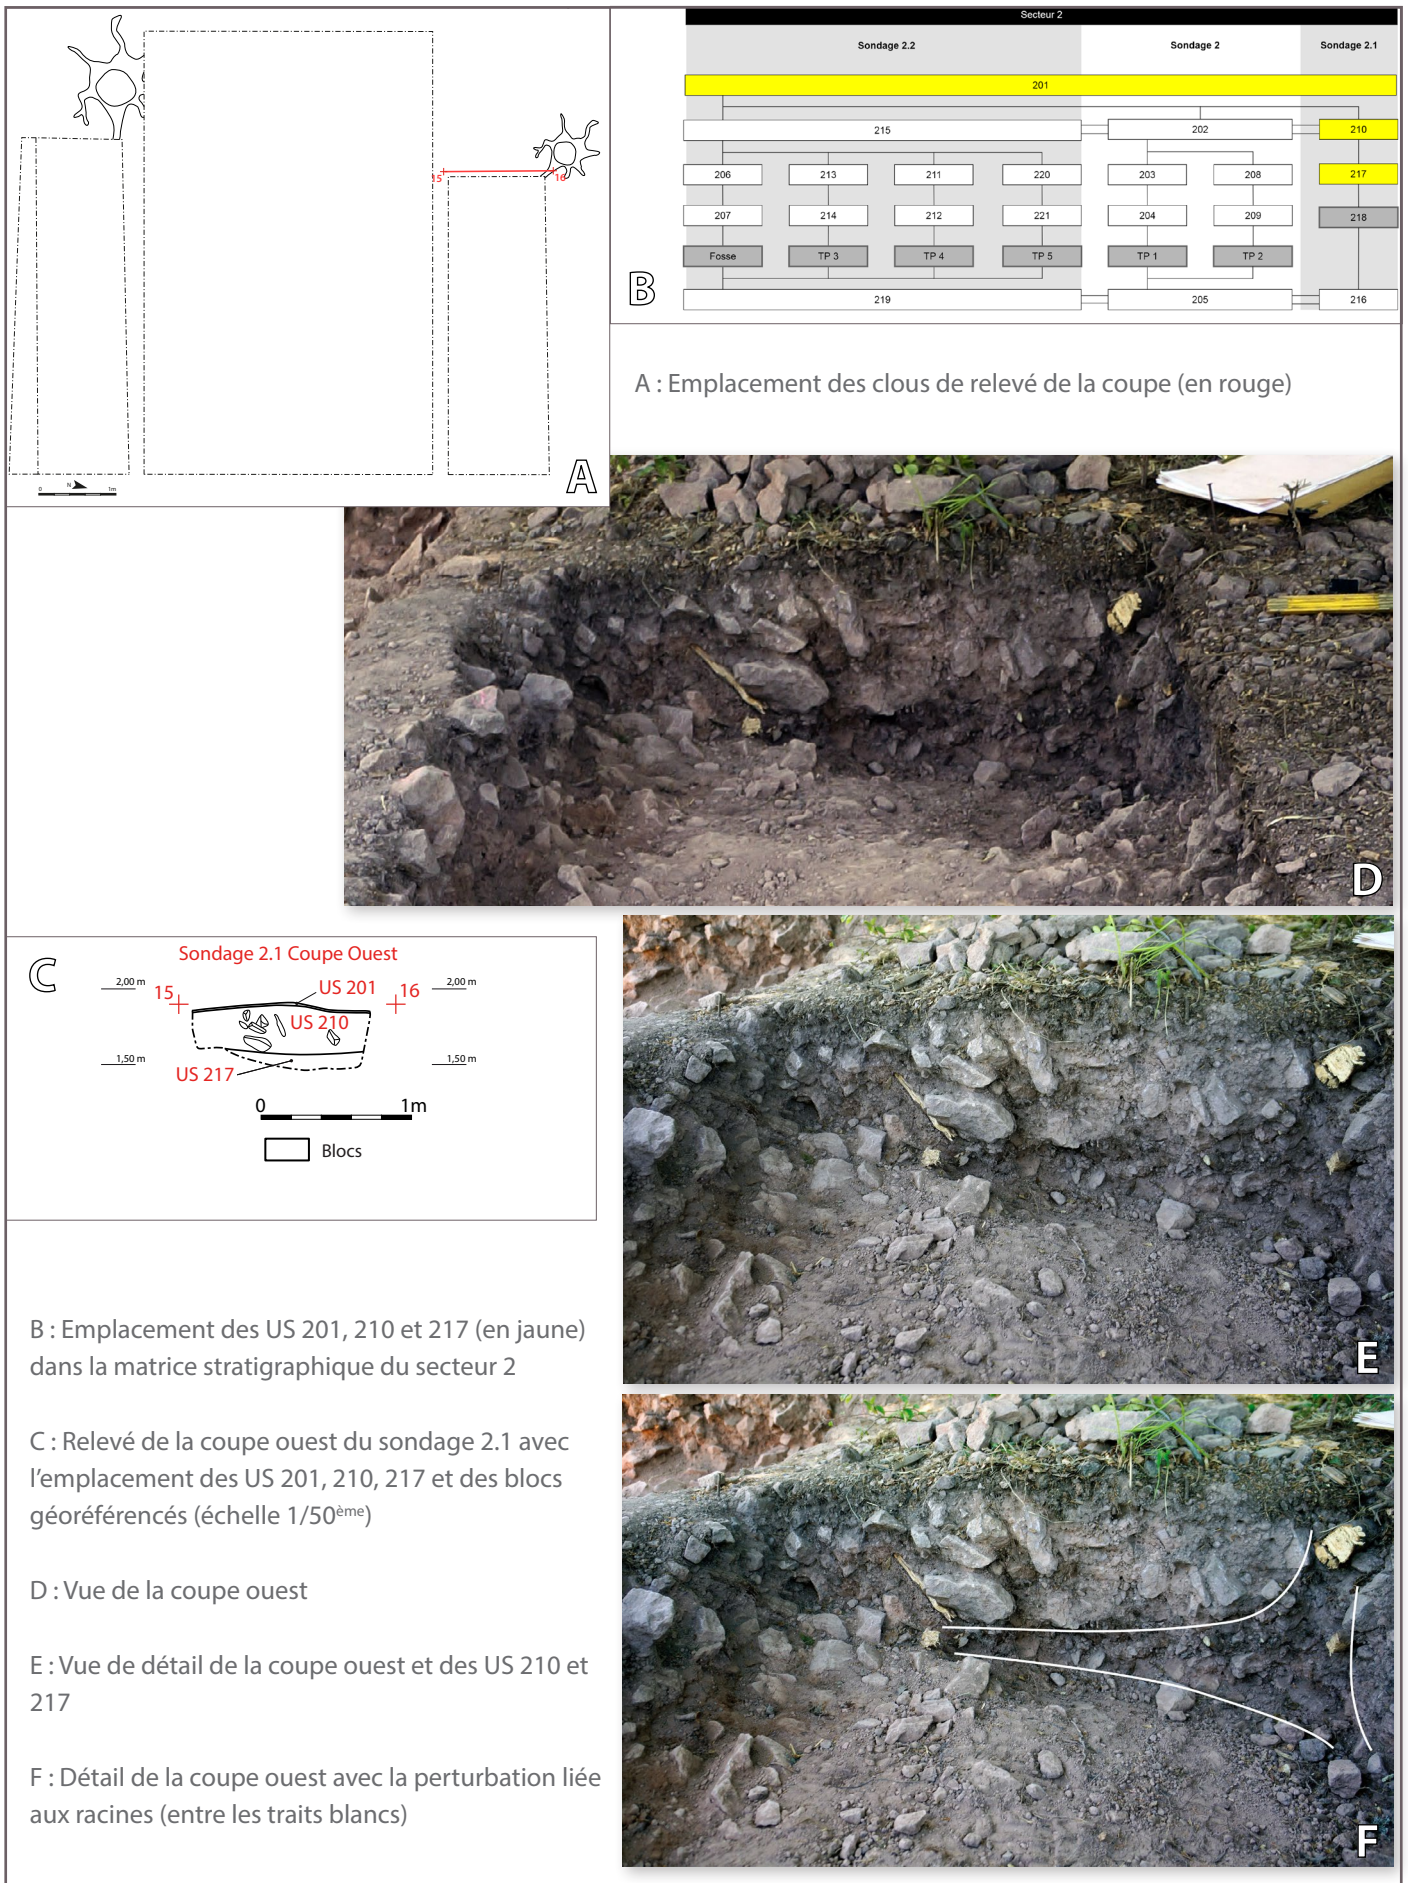 15
16
N
0
1m
A
Secteur 2
Sondage 2.2
Sondage 2
Sondage 2.1
201
215
202
210
206
213
211
220
203
208
217
207
214
212
221
204
209
218
Fosse
TP 3
TP 4
TP 5
TP 1
TP 2
219
205
216
B
A : Emplacement des clous de relevé de la coupe (en rouge)
D
C
Sondage 2.1 Coupe Ouest
2,00 m
15
US 201
16
2,00 m
US 210
1,50 m
1,50 m
US 217
0
1m
Blocs
E
B : Emplacement des US 201, 210 et 217 (en jaune)
dans la matrice stratigraphique du secteur 2
C : Relevé de la coupe ouest du sondage 2.1 avec
l'emplacement des US 201, 210, 217 et des blocs
géoréférencés (échelle 1/50ème)
D : Vue de la coupe ouest
E : Vue de détail de la coupe ouest et des US 210 et
217
F : Détail de la coupe ouest avec la perturbation liée
aux racines (entre les traits blancs)
F